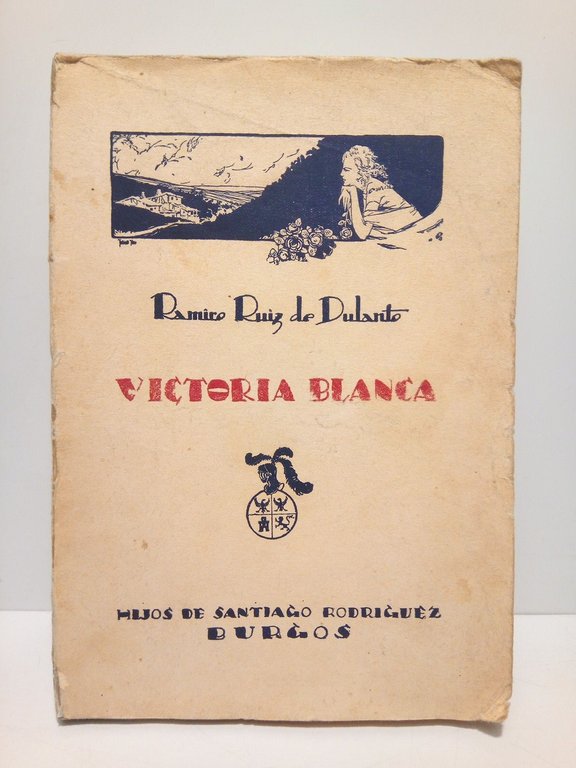 Ramiro Ruiz de Dulanto
VICTORIA BLANCA
HIJOS DE SANTIAGO RODRIGUEZ
BURGOS